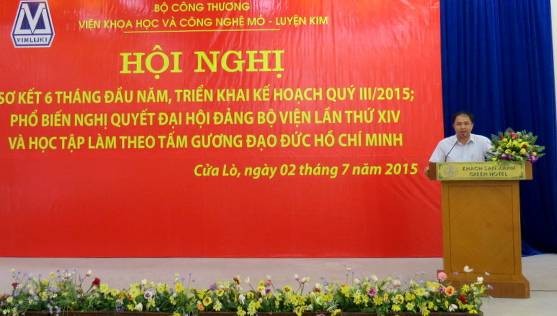 BỘ CÔNG THƯƠNG
VIỆN KHOA HỌC VÀ CÔNG NGHỆ MỎ - LUYỆN KIM
VIMLUKI
HỘI NGHỊ
SƠ KẾT 6 THÁNG ĐẦU NĂM, TRIỂN KHAI KẾ HOẠCH QUÝ III/2015;
PHỔ BIẾN NGHỊ QUYẾT ĐẠI HỘI ĐẢNG BỘ VIỆN LẦN THỨ XIV
VÀ HỌC TẬP LÀM THEO TẤM GƯƠNG ĐẠO ĐỨC HỒ CHÍ MINH
Cửa Lò, ngày 02 tháng 7 năm 2015
KHÁCH SẠN XANH
GREEN HOTEL